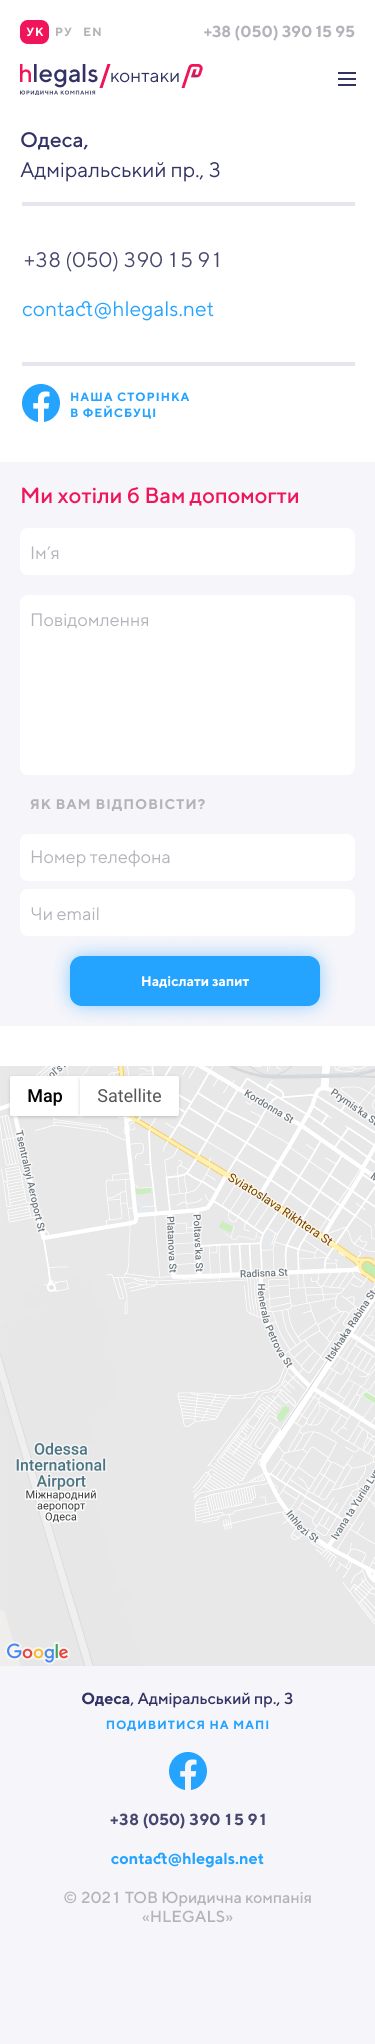 УК РУ EN +38 (050) 390 15 95
hlegals/контаки/
ЮРИДИЧНА КОМПАНІЯ
Одеса,
Адміральський пр., 3
+38 (050) 390 15 91
contact@hlegals.net
НАША СТОРІНКА
В ФЕЙСБУЦІ
Ми хотіли б Вам допомогти
Ім’я
Повідомлення
ЯК ВАМ ВІДПОВІСТИ?
Номер телефона
Чи email
Надіслати запит
Map Satellite
Kordonna St
Prymis'ka St
Tsentralnyi Aeroport St
Sviatoslava Rikhtera St
Platanova St
Poltavs'ka St
Radisna St
Henerala Petrova St
Itskhaka Rabina St
Odessa
International
Airport
Міжнародний
аеропорт
Одеса
Inhlezi St
Ivana ta Yuriia Ly
Google
Одеса, Адміральський пр., 3
ПОДИВИТИСЯ НА МАПІ
+38 (050) 390 15 91
contact@hlegals.net
© 2021 ТОВ Юридична компанія
«HLEGALS»